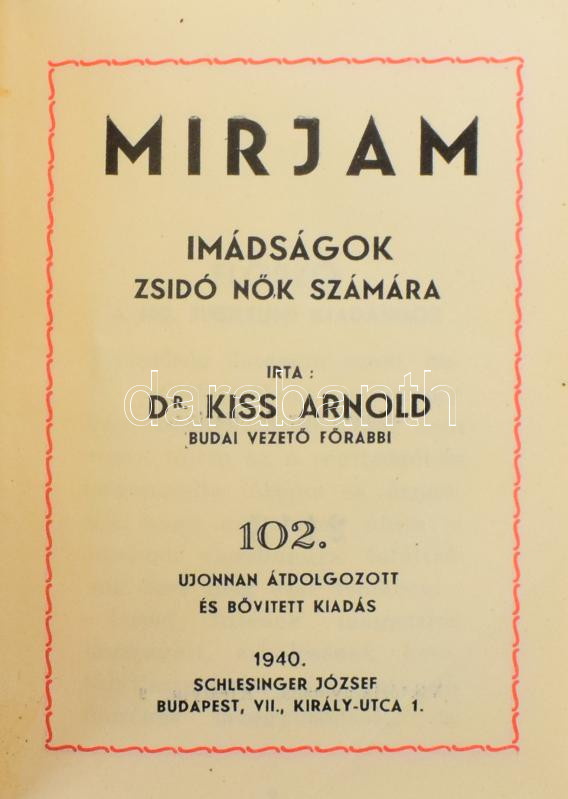 MIRJAM
IMÁDSÁGOK
ZSIDÓ NŐK SZÁMÁRA
IRTA :
DR. KISS ARNOLD
darabanth
BUDAI VEZETŐ FŐRABBI
102.
UJONNAN ÁTDOLGOZOTT
ÉS BŐVITETT KIADÁS
1940.
SCHLESINGER JÓZSEF
BUDAPEST, VII., KIRÁLY-UTCA 1.